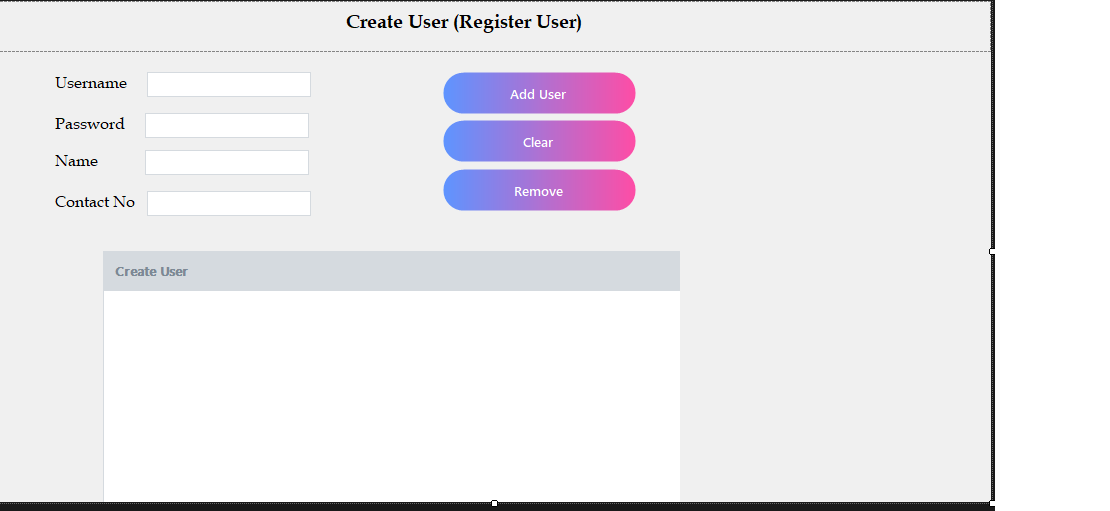 Create User (Register User)
Username
Password
Name
Contact No
Add User
Clear
Remove
Create User